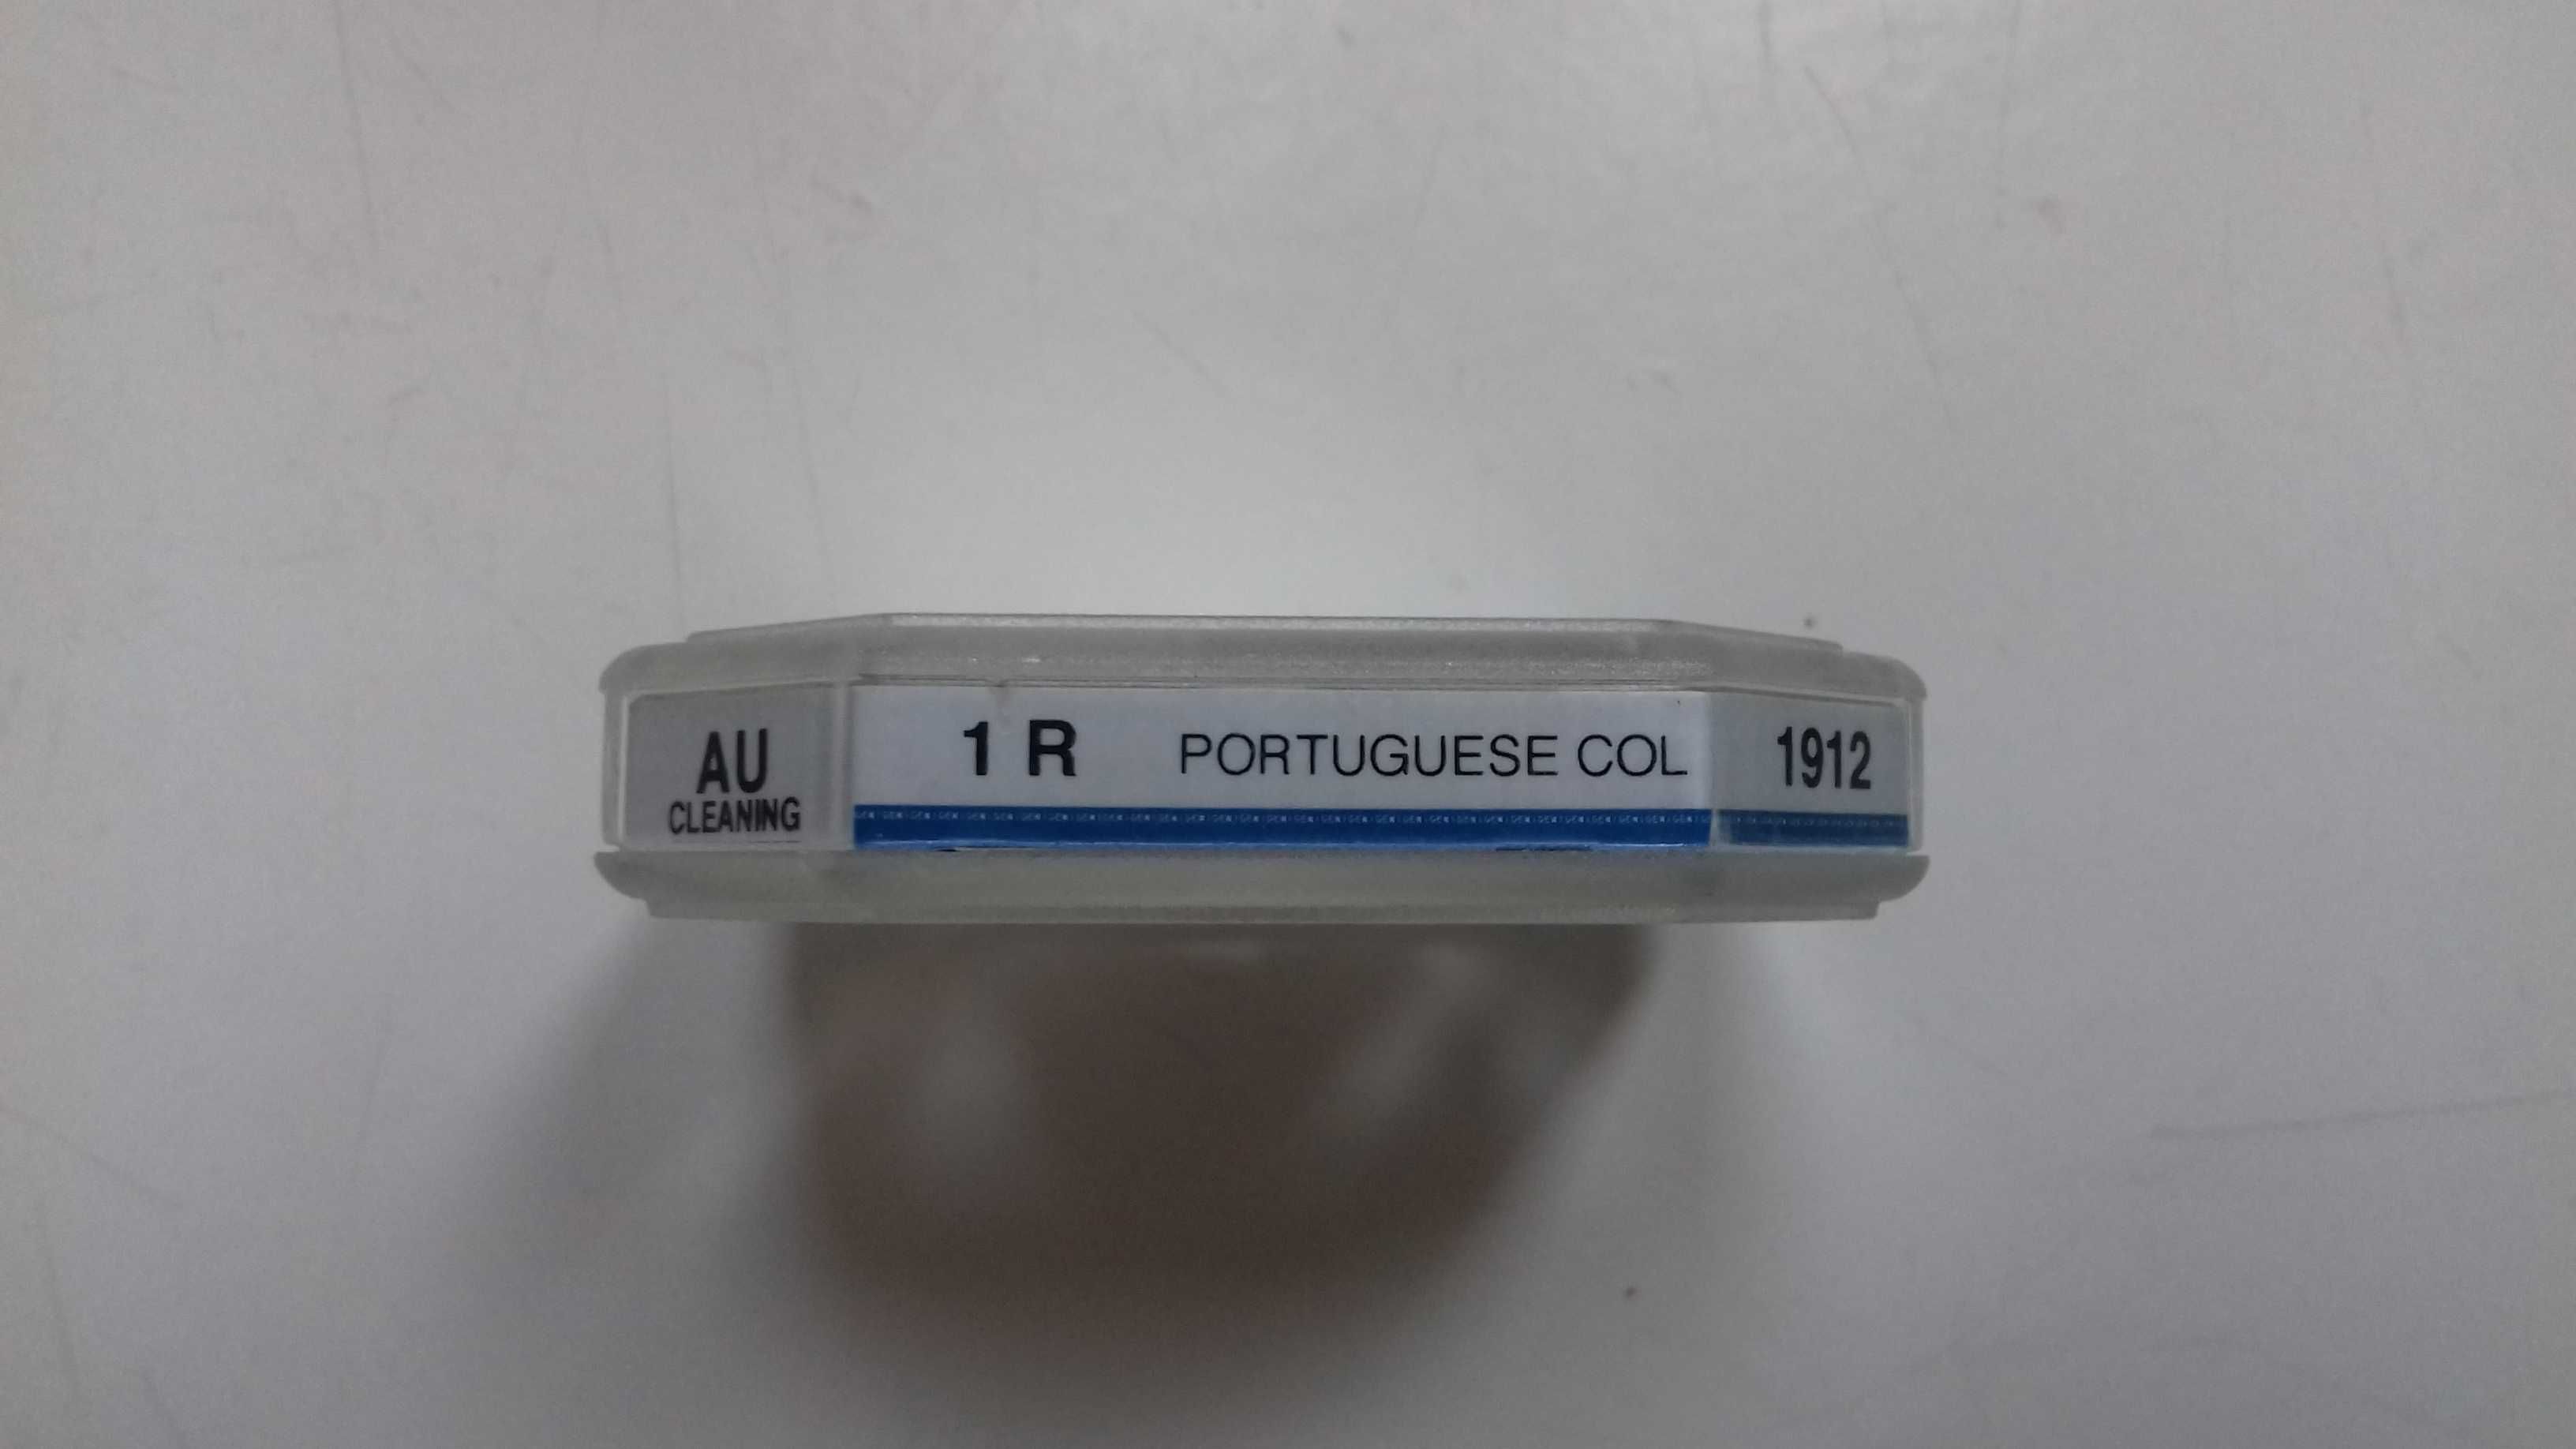 AU
CLEANING
1 R PORTUGUESE COL
1912